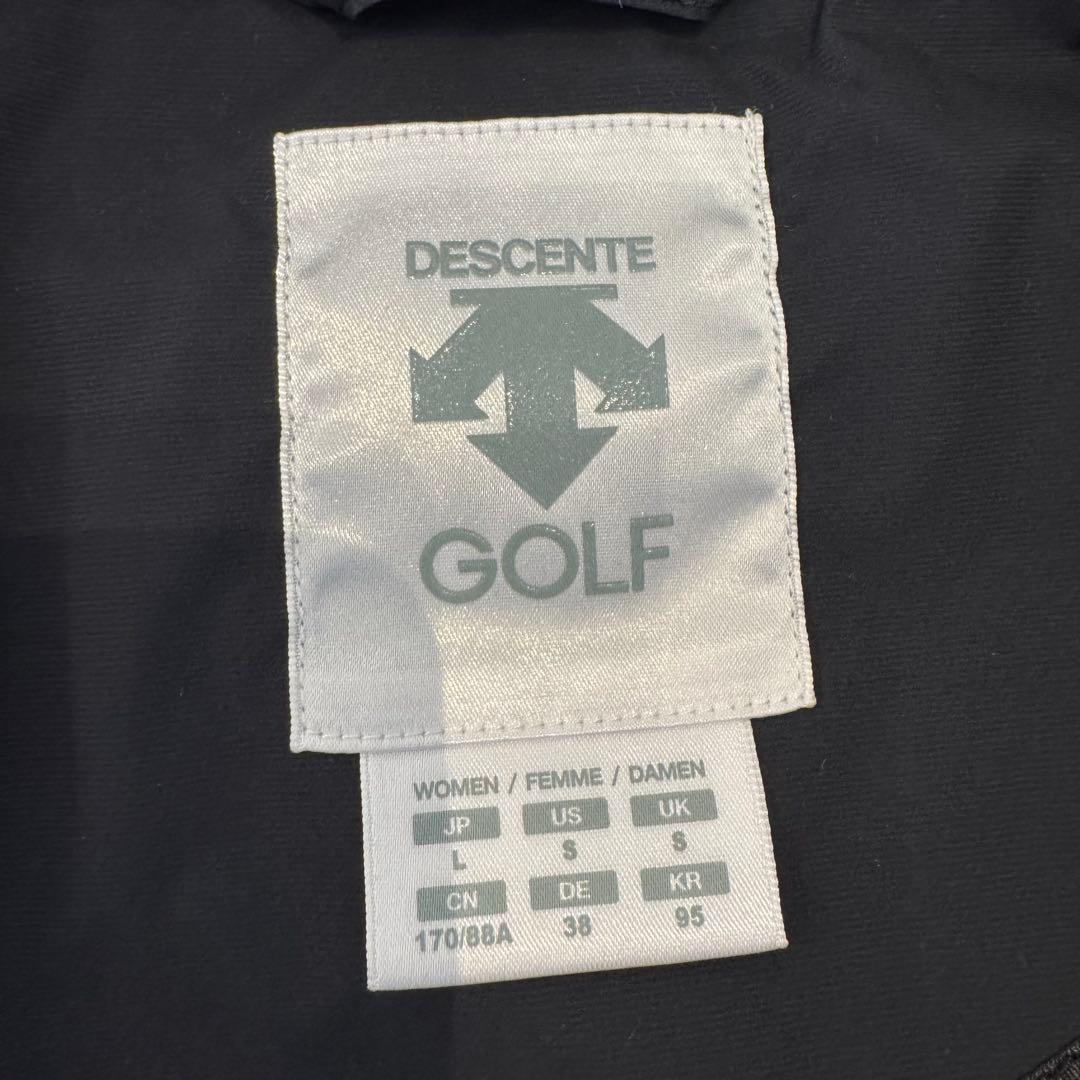 DESCENTE
GOLF
WOMEN / FEMME / DAMEN
JP US UK
L S S
CN DE KR
170/88A 38 95